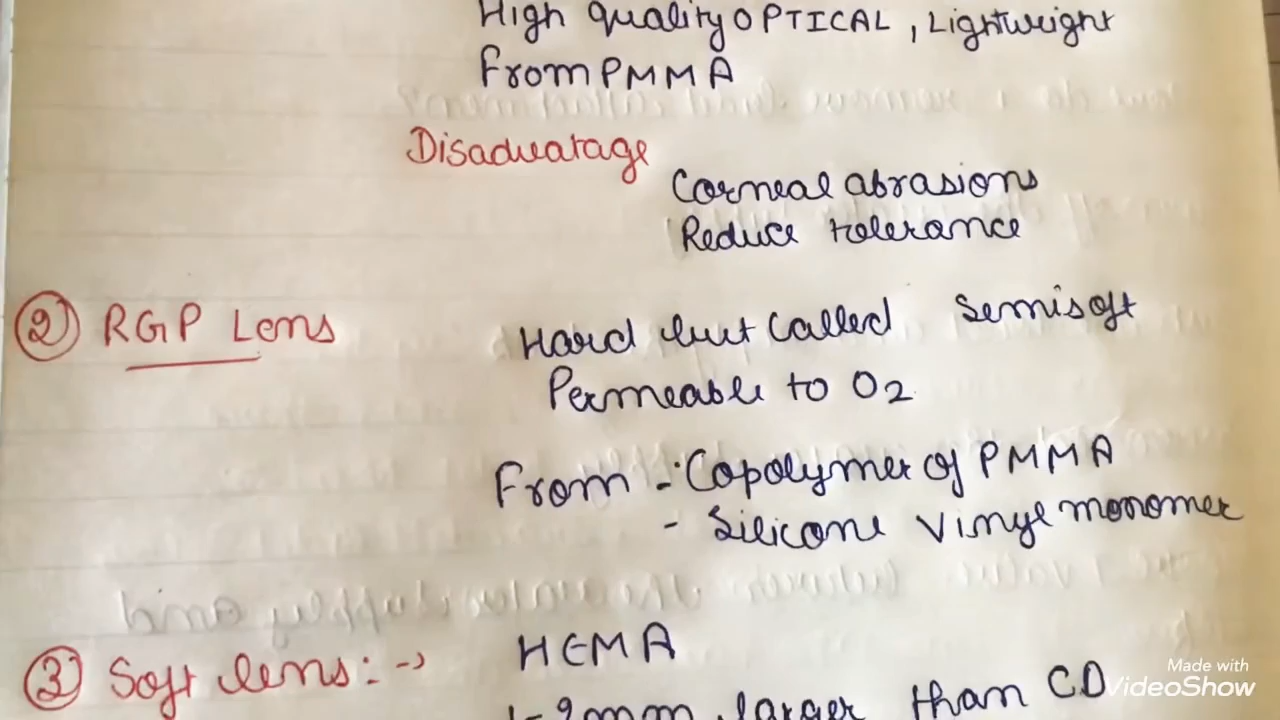 High quality OPTICAL, Lightweight
From PMMA
Disadvatage
Corneal abrasions
Reduce tolerance
② RGP Lens
Hard but called Semisoft
Permeable to O2
From - Copolymer of PMMA
- Silicone Vinyl monomer
③ Soft lens: →
HEMA
1-2mm larger than CD
Made with
VideoShow